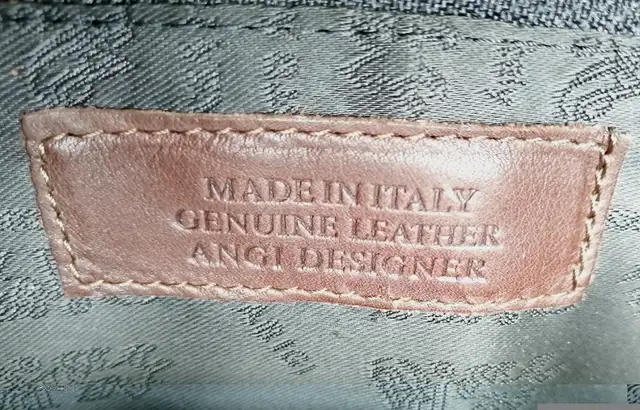 MADE IN ITALY
GENUINE LEATHER
ANGI DESIGNER